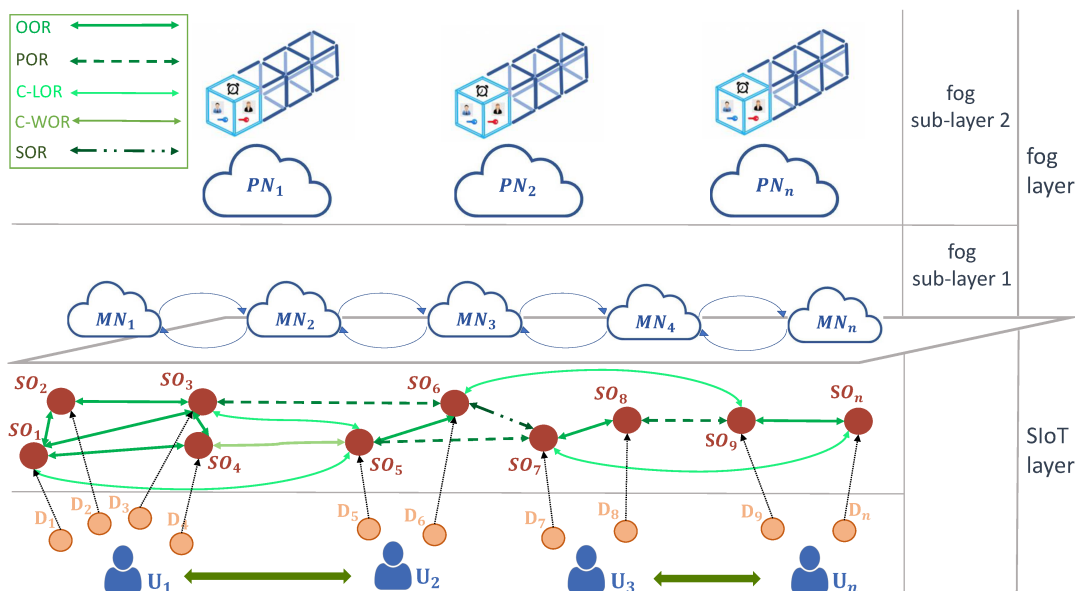 OOR
POR
C-LOR
C-WOR
SOR
PN₁
PN₂
PNₙ
fog
sub-layer 2
fog
layer
fog
sub-layer 1
MN₁
MN₂
MN₃
MN₄
MNₙ
SO₂
SO₃
SO₆
SO₈
SOₙ
SO₁
SO₄
SO₅
SO₇
SO₉
SIoT
layer
D₁
D₂
D₃
D₄
D₅
D₆
D₇
D₈
D₉
Dₙ
U₁
U₂
U₃
Uₙ